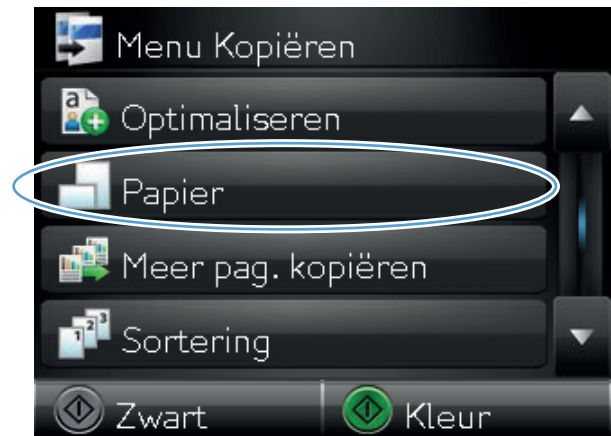 Menu Kopiëren
Optimaliseren
Papier
Meer pag. kopiëren
Sortering
Zwart
Kleur